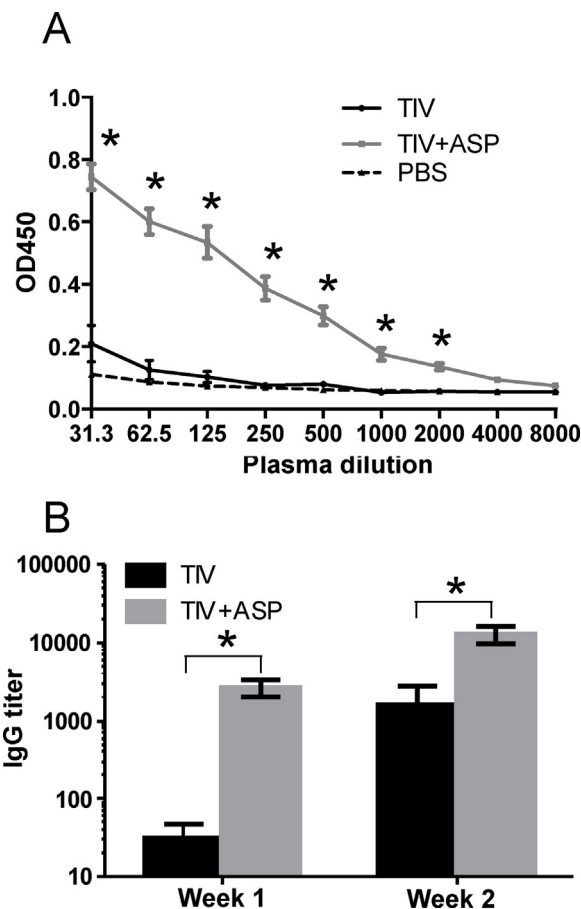 A
1.0
0.8
0.6
0.4
0.2
0.0
OD450
TIV
TIV+ASP
PBS
*
*
*
*
*
*
*
31.3 62.5 125 250 500 1000 2000 4000 8000
Plasma dilution
B
100000
10000
1000
100
10
IgG titer
TIV
TIV+ASP
*
*
Week 1 Week 2